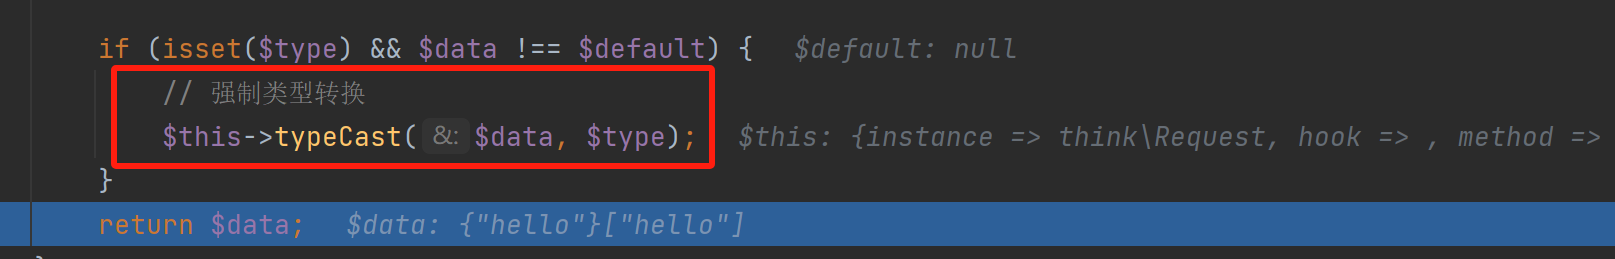 if (isset($type) && $data !== $default) { $default: null
// 强制类型转换
$this->typeCast( &: $data, $type); $this: {instance => think\Request, hook => , method =>
}
return $data; $data: {"hello"}["hello"]